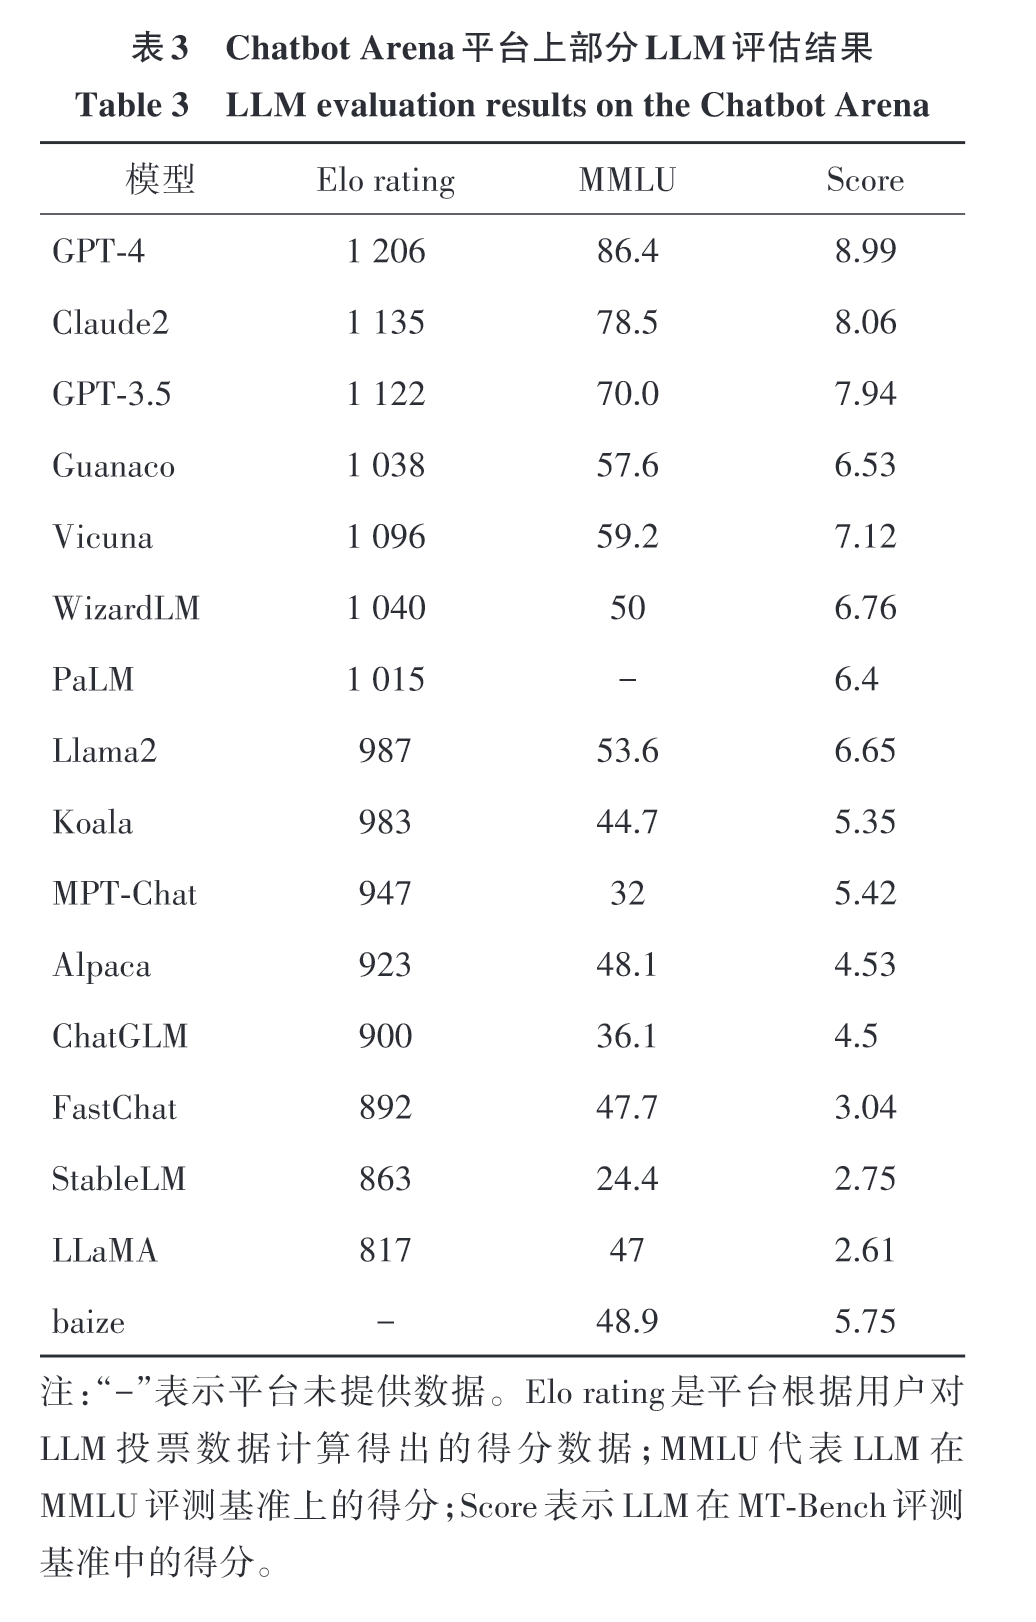 表3 Chatbot Arena平台上部分LLM评估结果
Table 3 LLM evaluation results on the Chatbot Arena
模型 Elo rating MMLU Score
GPT-4 1 206 86.4 8.99
Claude2 1 135 78.5 8.06
GPT-3.5 1 122 70.0 7.94
Guanaco 1 038 57.6 6.53
Vicuna 1 096 59.2 7.12
WizardLM 1 040 50 6.76
PaLM 1 015 - 6.4
Llama2 987 53.6 6.65
Koala 983 44.7 5.35
MPT-Chat 947 32 5.42
Alpaca 923 48.1 4.53
ChatGLM 900 36.1 4.5
FastChat 892 47.7 3.04
StableLM 863 24.4 2.75
LLaMA 817 47 2.61
baize - 48.9 5.75
注：“-”表示平台未提供数据。Elo rating是平台根据用户对
LLM 投票数据计算得出的得分数据；MMLU 代表 LLM 在
MMLU评测基准上的得分；Score表示LLM在MT-Bench评测
基准中的得分。